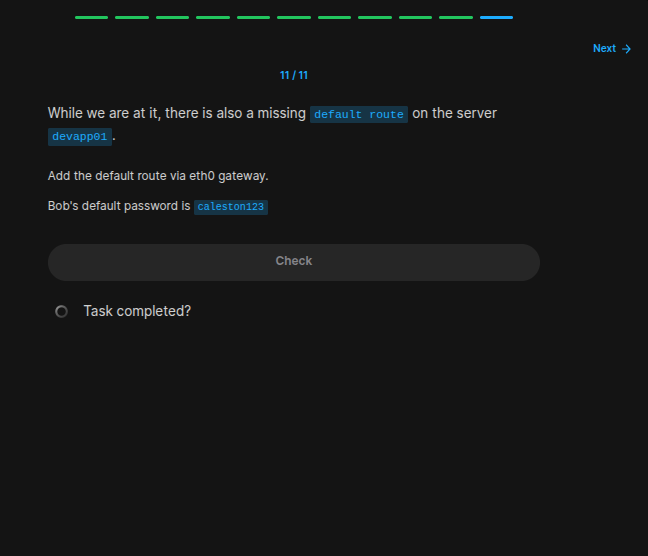 Next →
11 / 11
While we are at it, there is also a missing default route on the server
devapp01.
Add the default route via eth0 gateway.
Bob's default password is caleston123
Check
Task completed?